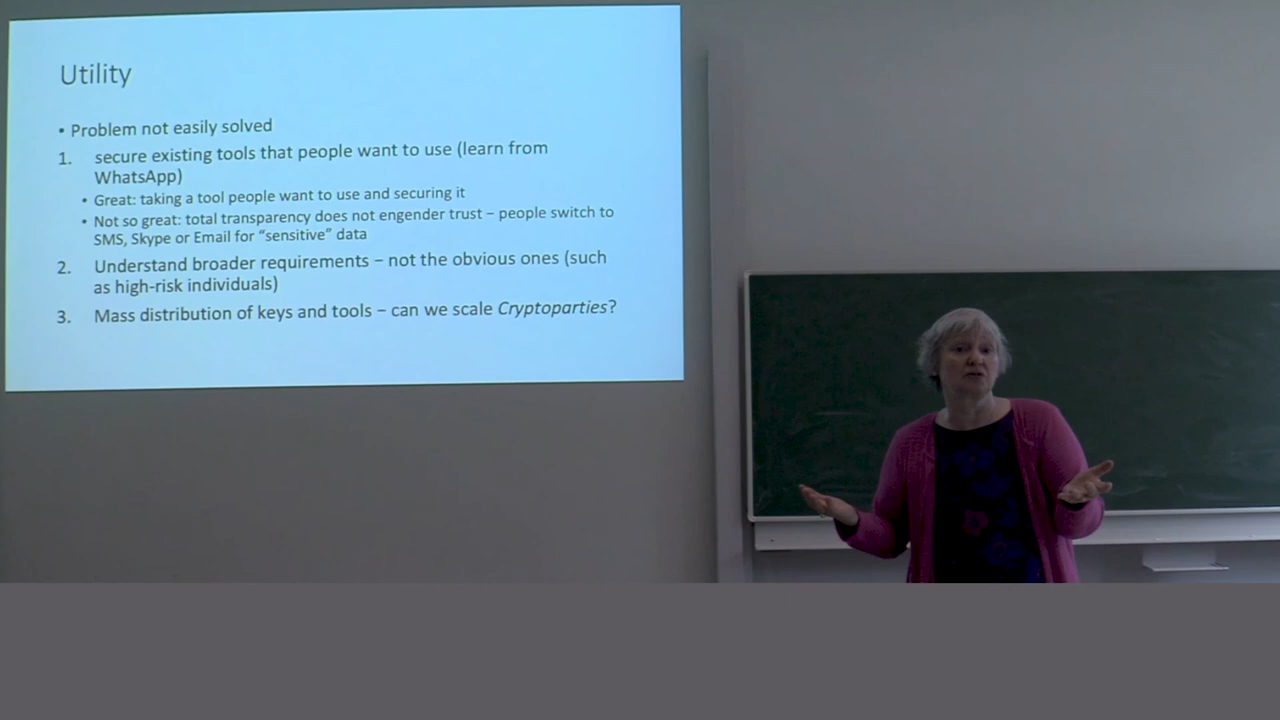 Utility
• Problem not easily solved
1. secure existing tools that people want to use (learn from
WhatsApp)
• Great: taking a tool people want to use and securing it
• Not so great: total transparency does not engender trust – people switch to
SMS, Skype or Email for “sensitive” data
2. Understand broader requirements – not the obvious ones (such
as high-risk individuals)
3. Mass distribution of keys and tools – can we scale Cryptoparties?